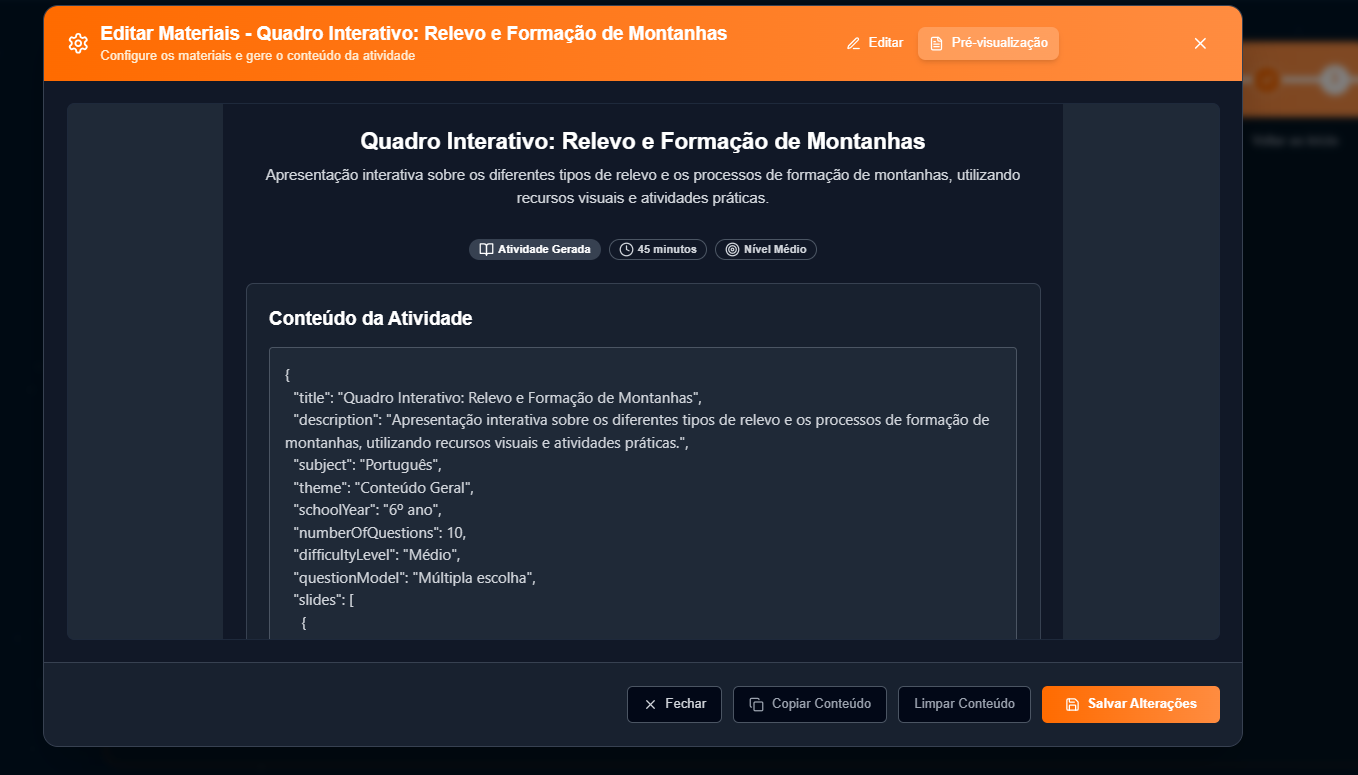 Editar Materiais - Quadro Interativo: Relevo e Formação de Montanhas
Configure os materiais e gere o conteúdo da atividade
Editar
Pré-visualização
Quadro Interativo: Relevo e Formação de Montanhas
Apresentação interativa sobre os diferentes tipos de relevo e os processos de formação de montanhas, utilizando
recursos visuais e atividades práticas.
Atividade Gerada
45 minutos
Nível Médio
Conteúdo da Atividade
{
"title": "Quadro Interativo: Relevo e Formação de Montanhas",
"description": "Apresentação interativa sobre os diferentes tipos de relevo e os processos de formação de
montanhas, utilizando recursos visuais e atividades práticas.",
"subject": "Português",
"theme": "Conteúdo Geral",
"schoolYear": "6º ano",
"numberOfQuestions": 10,
"difficultyLevel": "Médio",
"questionModel": "Múltipla escolha",
"slides": [
{
Fechar
Copiar Conteúdo
Limpar Conteúdo
Salvar Alterações